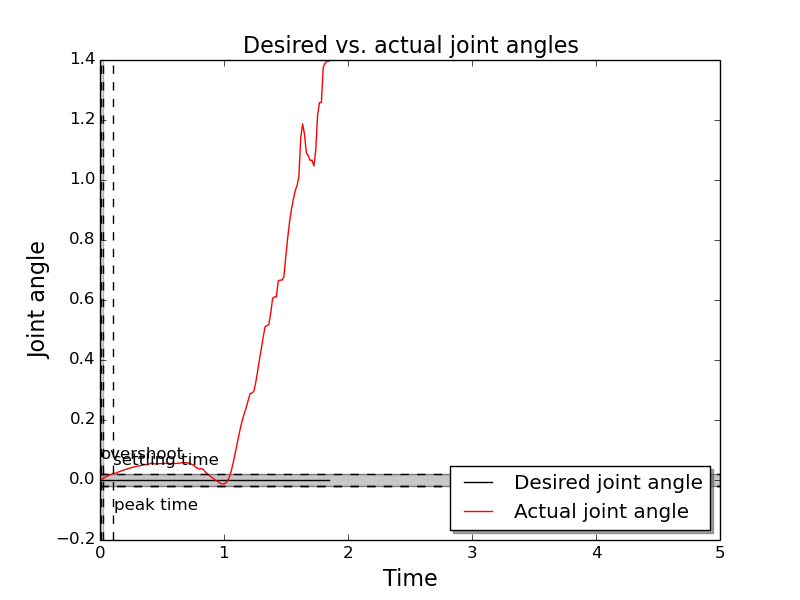 Desired vs. actual joint angles
1.4
1.2
1.0
0.8
0.6
0.4
0.2
0.0
−0.2
Joint angle
overshoot
settling time
peak time
Desired joint angle
Actual joint angle
0 1 2 3 4 5
Time